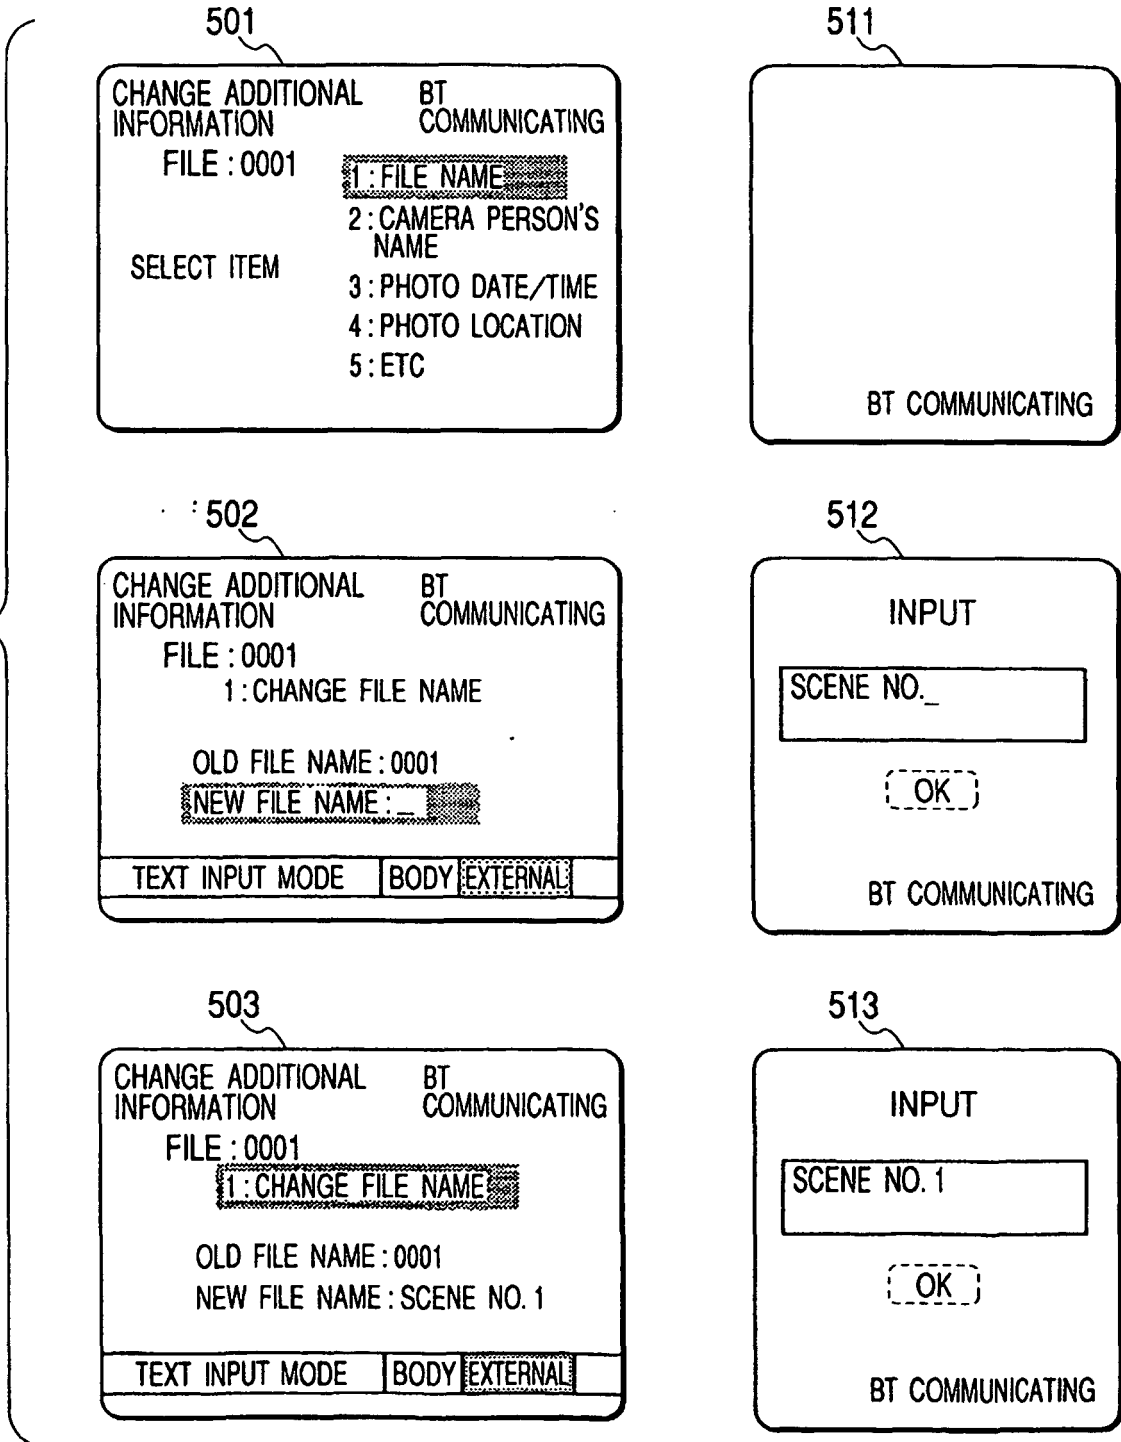 501
CHANGE ADDITIONAL INFORMATION
BT COMMUNICATING
FILE : 0001
1 : FILE NAME
2 : CAMERA PERSON'S NAME
SELECT ITEM
3 : PHOTO DATE/TIME
4 : PHOTO LOCATION
5 : ETC
511
BT COMMUNICATING
502
CHANGE ADDITIONAL INFORMATION
BT COMMUNICATING
FILE : 0001
1 : CHANGE FILE NAME
OLD FILE NAME : 0001
NEW FILE NAME : _
TEXT INPUT MODE BODY EXTERNAL
512
INPUT
SCENE NO._
OK
BT COMMUNICATING
503
CHANGE ADDITIONAL INFORMATION
BT COMMUNICATING
FILE : 0001
1 : CHANGE FILE NAME
OLD FILE NAME : 0001
NEW FILE NAME : SCENE NO. 1
TEXT INPUT MODE BODY EXTERNAL
513
INPUT
SCENE NO. 1
OK
BT COMMUNICATING